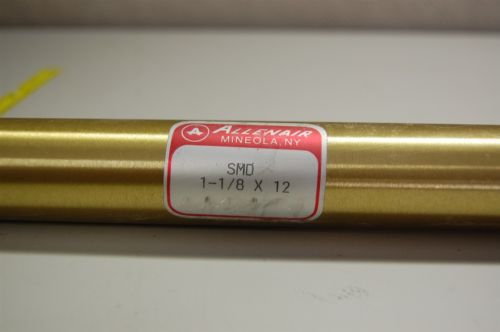 A ALLENAIR
MINEOLA, NY
SMD
1-1/8 X 12